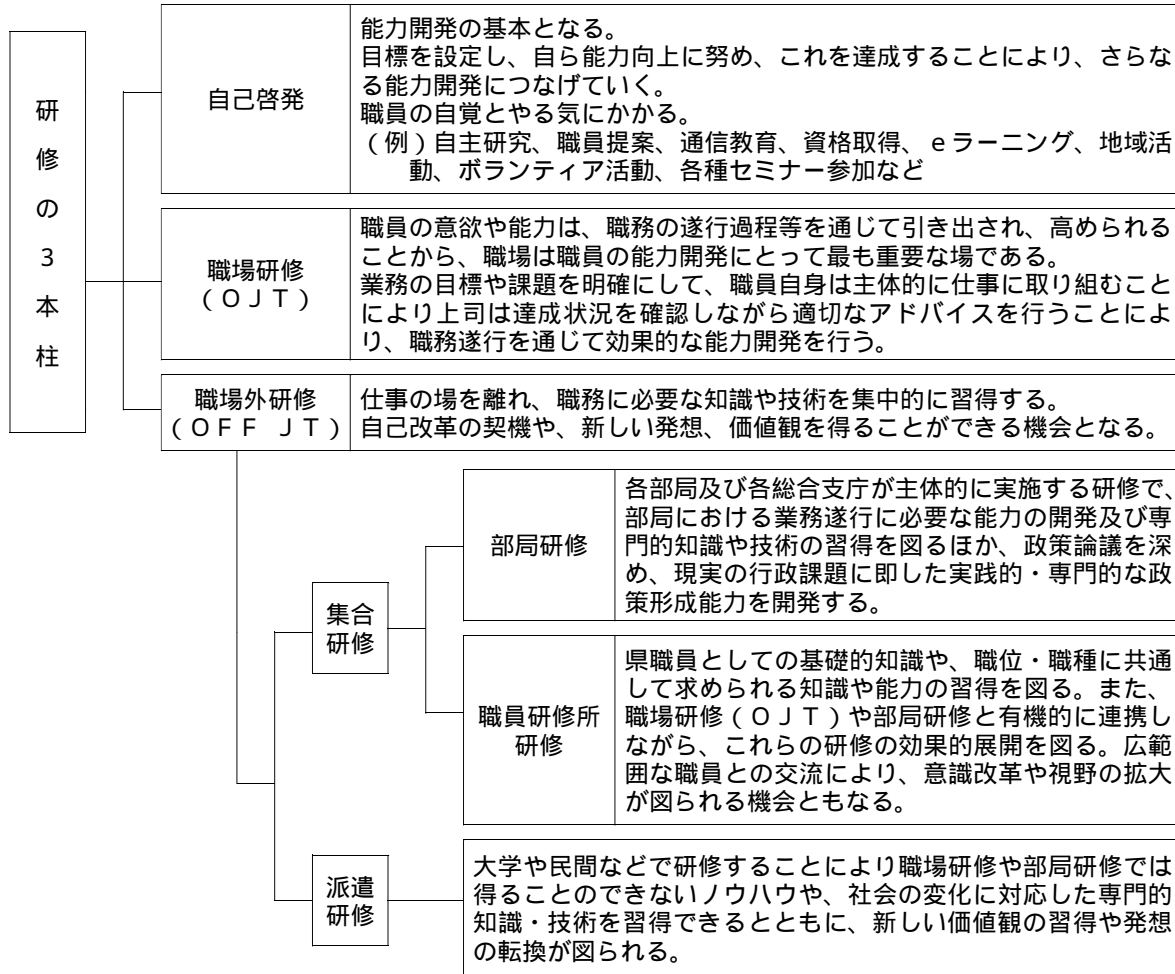 研修の３本柱
自己啓発
能力開発の基本となる。
目標を設定し、自ら能力向上に努め、これを達成することにより、さらな
る能力開発につなげていく。
職員の自覚とやる気にかかる。
（例）自主研究、職員提案、通信教育、資格取得、ｅラーニング、地域活
動、ボランティア活動、各種セミナー参加など
職場研修
（ＯＪＴ）
職員の意欲や能力は、職務の遂行過程等を通じて引き出され、高められる
ことから、職場は職員の能力開発にとって最も重要な場である。
業務の目標や課題を明確にして、職員自身は主体的に仕事に取り組むこと
により上司は達成状況を確認しながら適切なアドバイスを行うことによ
り、職務遂行を通じて効果的な能力開発を行う。
職場外研修
（ＯＦＦ ＪＴ）
仕事の場を離れ、職務に必要な知識や技術を集中的に習得する。
自己改革の契機や、新しい発想、価値観を得ることができる機会となる。
集合
研修
部局研修
各部局及び各総合支庁が主体的に実施する研修で、
部局における業務遂行に必要な能力の開発及び専
門的知識や技術の習得を図るほか、政策論議を深
め、現実の行政課題に即した実践的・専門的な政
策形成能力を開発する。
職員研修所
研修
県職員としての基礎的知識や、職位・職種に共通
して求められる知識や能力の習得を図る。また、
職場研修（ＯＪＴ）や部局研修と有機的に連携し
ながら、これらの研修の効果的展開を図る。広範
囲な職員との交流により、意識改革や視野の拡大
が図られる機会ともなる。
派遣
研修
大学や民間などで研修することにより職場研修や部局研修では
得ることのできないノウハウや、社会の変化に対応した専門的
知識・技術を習得できるとともに、新しい価値観の習得や発想
の転換が図られる。